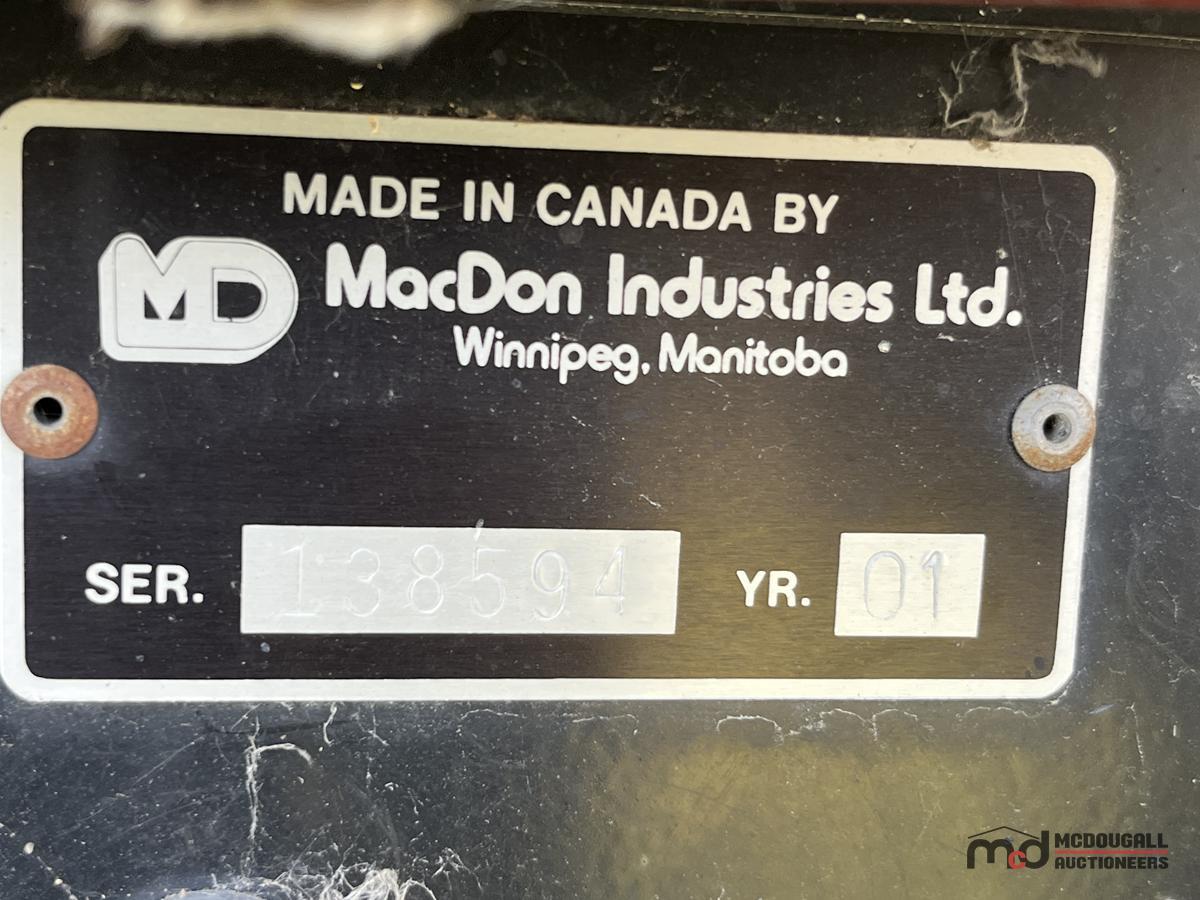 MADE IN CANADA BY
MD
MacDon Industries Ltd.
Winnipeg, Manitoba
SER. 138594 YR. 01
mcd MCDOUGALL
AUCTIONEERS